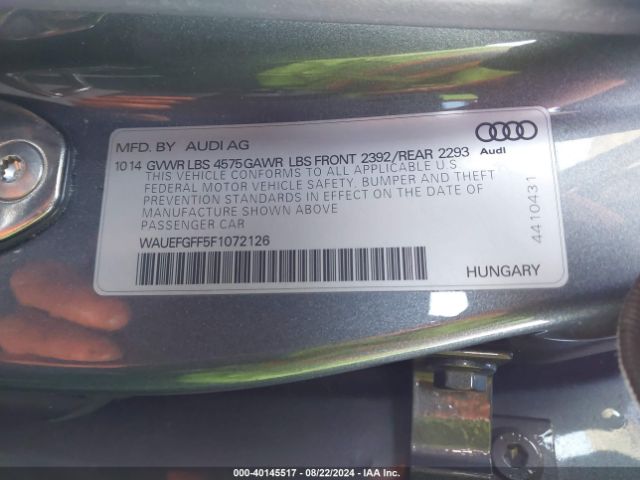 MFD. BY AUDI AG
10 14 GVWR LBS 4575 GAWR LBS FRONT 2392/REAR 2293
Audi
THIS VEHICLE CONFORMS TO ALL APPLICABLE U.S.
FEDERAL MOTOR VEHICLE SAFETY, BUMPER AND THEFT
PREVENTION STANDARDS IN EFFECT ON THE DATE OF
MANUFACTURE SHOWN ABOVE
PASSENGER CAR
WAUEFGFF5F1072126
4410431
HUNGARY
000-40145517 - 08/22/2024 - IAA Inc.